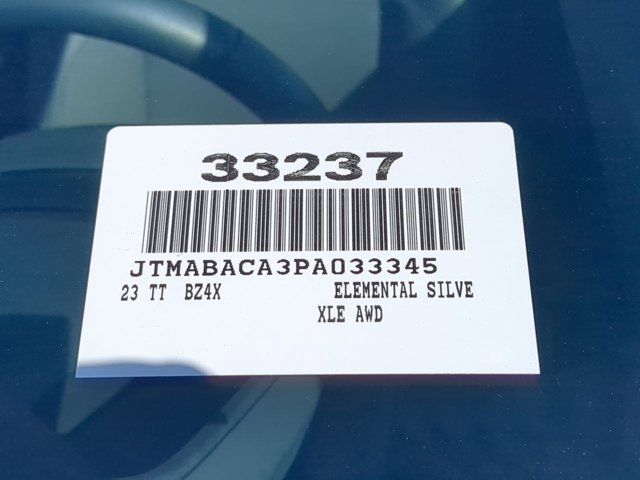 33237
JTMABACA3PA033345
23 TT BZ4X ELEMENTAL SILVE
XLE AWD